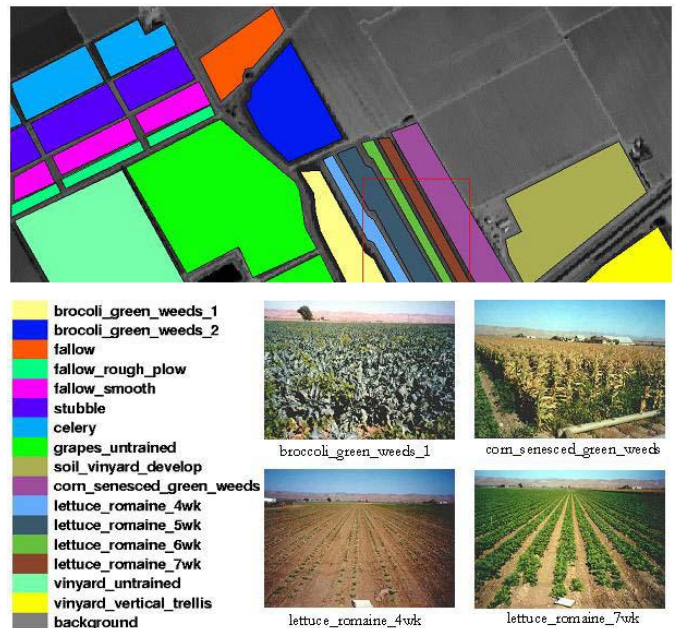 brocoli_green_weeds_1
brocoli_green_weeds_2
fallow
fallow_rough_plow
fallow_smooth
stubble
celery
grapes_untrained
soil_vinyard_develop
corn_senesced_green_weeds
lettuce_romaine_4wk
lettuce_romaine_5wk
lettuce_romaine_6wk
lettuce_romaine_7wk
vinyard_untrained
vinyard_vertical_trellis
background
broccoli_green_weeds_1
corn_senesced_green_weeds
lettuce_romaine_4wk
lettuce_romaine_7wk